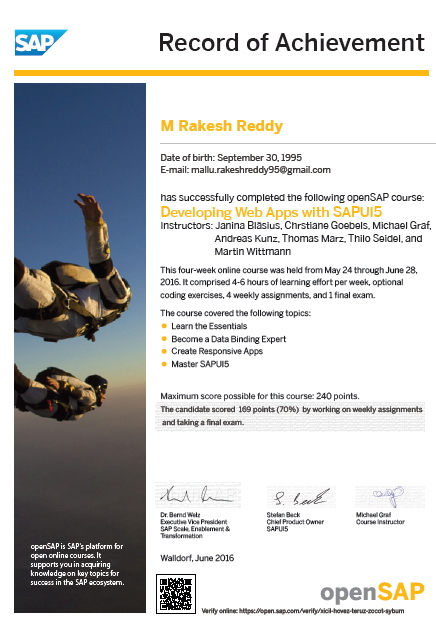 SAP
Record of Achievement
M Rakesh Reddy
Date of birth: September 30, 1995
E-mail: mallu.rakeshreddy95@gmail.com
has successfully completed the following openSAP course:
Developing Web Apps with SAPUI5
Instructors: Janina Bläsius, Chrstiane Goebels, Michael Graf,
Andreas Kunz, Thomas Marz, Thilo Seidel, and
Martin Wittmann
This four-week online course was held from May 24 through June 28,
2016. It comprised 4-6 hours of learning effort per week, optional
coding exercises, 4 weekly assignments, and 1 final exam.
The course covered the following topics:
Learn the Essentials
Become a Data Binding Expert
Create Responsive Apps
Master SAPUI5
Maximum score possible for this course: 240 points.
The candidate scored 169 points (70%) by working on weekly assignments
and taking a final exam.
S. Beck
Dr. Bernd Welz
Executive Vice President
SAP Scale, Enablement &
Transformation
Stefan Beck
Chief Product Owner
SAPUI5
Michael Graf
Course Instructor
Walldorf, June 2016
openSAP is SAP's platform for
open online courses. It
supports you in acquiring
knowledge on key topics for
success in the SAP ecosystem.
openSAP
Verify online: https://open.sap.com/verify/xicil-hovez-teruz-zocot-sybum